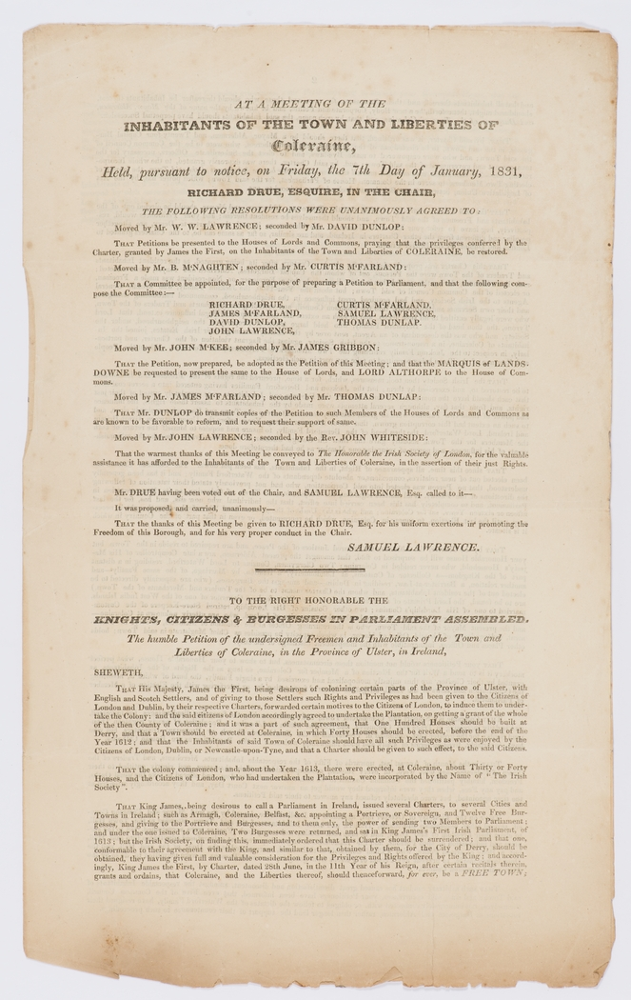 AT A MEETING OF THE
INHABITANTS OF THE TOWN AND LIBERTIES OF
Coleraine,
Held, pursuant to notice, on Friday, the 7th Day of January, 1831,
RICHARD DRUE, ESQUIRE, IN THE CHAIR,
THE FOLLOWING RESOLUTIONS WERE UNANIMOUSLY AGREED TO:
Moved by Mr. W. W. LAWRENCE; seconded by Mr. DAVID DUNLOP:
THAT Petitions be presented to the Houses of Lords and Commons, praying that the privileges conferred by the
Charter, granted by James the First, on the Inhabitants of the Town and Liberties of COLERAINE, be restored.
Moved by Mr. B. M'NAGHTEN; seconded by Mr. CURTIS M'FARLAND:
THAT a Committee be appointed, for the purpose of preparing a Petition to Parliament, and that the following com-
pose the Committee:—
RICHARD DRUE, CURTIS M'FARLAND,
JAMES M'FARLAND, SAMUEL LAWRENCE,
DAVID DUNLOP, THOMAS DUNLAP.
JOHN LAWRENCE,
Moved by Mr. JOHN M'KEE; seconded by Mr. JAMES GRIBBON:
THAT the Petition, now prepared, be adopted as the Petition of this Meeting; and that the MARQUIS of LANDS-
DOWNE be requested to present the same to the House of Lords, and LORD ALTHORPE to the House of Com-
mons.
Moved by Mr. JAMES M'FARLAND; seconded by Mr. THOMAS DUNLAP:
THAT Mr. DUNLOP do transmit copies of the Petition to such Members of the Houses of Lords and Commons as
are known to be favorable to reform, and to request their support of same.
Moved by Mr. JOHN LAWRENCE; seconded by the Rev. JOHN WHITESIDE:
That the warmest thanks of this Meeting be conveyed to The Honorable the Irish Society of London, for the valuable
assistance it has afforded to the Inhabitants of the Town and Liberties of Coleraine, in the assertion of their just Rights.
Mr. DRUE having been voted out of the Chair, and SAMUEL LAWRENCE, Esq. called to it—
It was proposed, and carried, unanimously—
THAT the thanks of this Meeting be given to RICHARD DRUE, Esq. for his uniform exertions in promoting the
Freedom of this Borough, and for his very proper conduct in the Chair.
SAMUEL LAWRENCE.
TO THE RIGHT HONORABLE THE
KNIGHTS, CITIZENS & BURGESSES IN PARLIAMENT ASSEMBLED.
The humble Petition of the undersigned Freemen and Inhabitants of the Town and
Liberties of Coleraine, in the Province of Ulster, in Ireland,
SHEWETH,
THAT His Majesty, James the First, being desirous of colonizing certain parts of the Province of Ulster, with
English and Scotch Settlers, and of giving to those Settlers such Rights and Privileges as had been given to the Citizens of
London and Dublin, by their respective Charters, forwarded certain motives to the Citizens of London, to induce them to under-
take the Colony: and the said citizens of London accordingly agreed to undertake the Plantation, on getting a grant of the whole
of the then County of Coleraine; and it was a part of such agreement, that One Hundred Houses should be built at
Derry, and that a Town should be erected at Coleraine, in which Forty Houses should be erected, before the end of the
Year 1612; and that the Inhabitants of said Town of Coleraine should have all such Privileges as were enjoyed by the
Citizens of London, Dublin, or Newcastle-upon-Tyne, and that a Charter should be given to such effect, to the said Citizens.
THAT the colony commenced; and, about the Year 1613, there were erected, at Coleraine, about Thirty or Forty
Houses, and the Citizens of London, who had undertaken the Plantation, were incorporated by the Name of "The Irish
Society".
THAT King James, being desirous to call a Parliament in Ireland, issued several Charters, to several Cities and
Towns in Ireland; such as Armagh, Coleraine, Belfast, &c. appointing a Portrieve, or Sovereign, and Twelve Free Bur-
gesses, and giving to the Portrieve and Burgesses, and to them only, the power of sending two Members to Parliament;
and under the one issued to Coleraine, Two Burgesses were returned, and sat in King James's First Irish Parliament, of
1613; but the Irish Society, on finding this, immediately ordered that this Charter should be surrendered; and that one,
conformable to their agreement with the King, and similar to that, obtained by them, for the City of Derry, should be
obtained, they having given full and valuable consideration for the Privileges and Rights offered by the King; and accord-
ingly, King James the First, by Charter, dated 28th June, in the 11th Year of his Reign, after certain recitals therein,
grants and ordains, that Coleraine, and the Liberties thereof, should thenceforward, for ever, be a FREE TOWN;